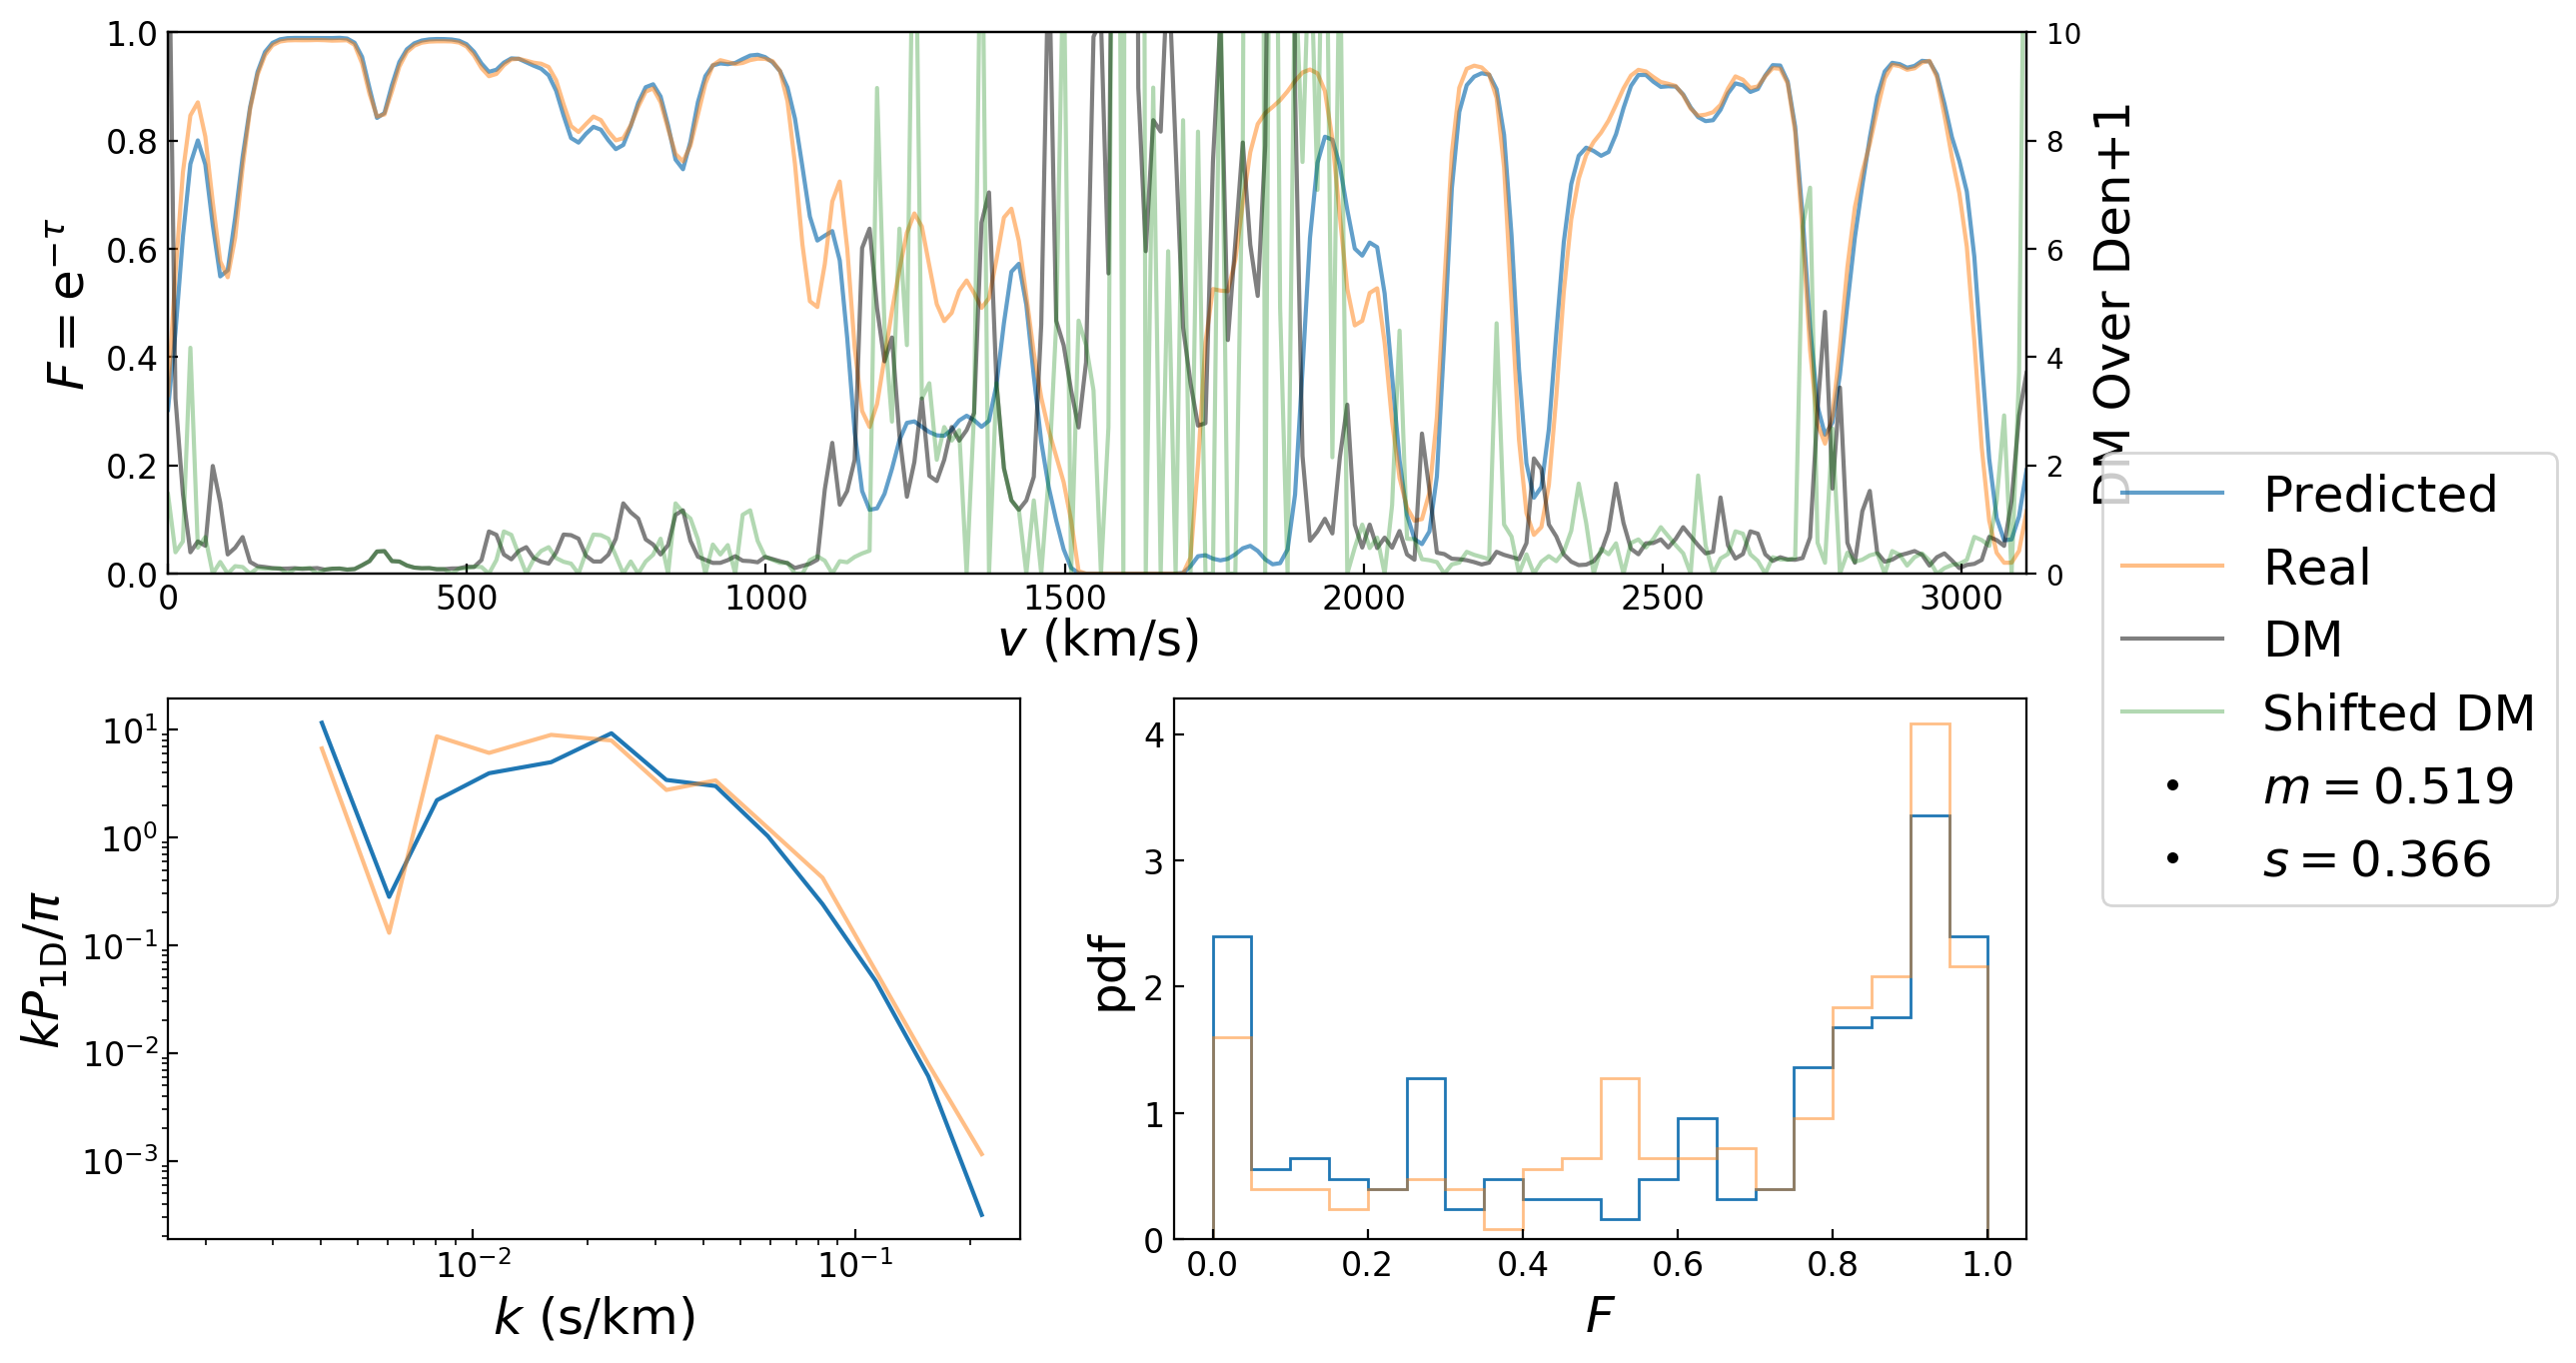 1.0
0.8
0.6
0.4
0.2
0.0
F = e^{−τ}
0 500 1000 1500 2000 2500 3000
v (km/s)
10
8
6
4
2
0
DM Over Den+1
Predicted
Real
DM
Shifted DM
m = 0.519
s = 0.366
10^1
10^0
10^{−1}
10^{−2}
10^{−3}
kP_{1D}/π
10^{−2} 10^{−1}
k (s/km)
4
3
2
1
0
pdf
0.0 0.2 0.4 0.6 0.8 1.0
F